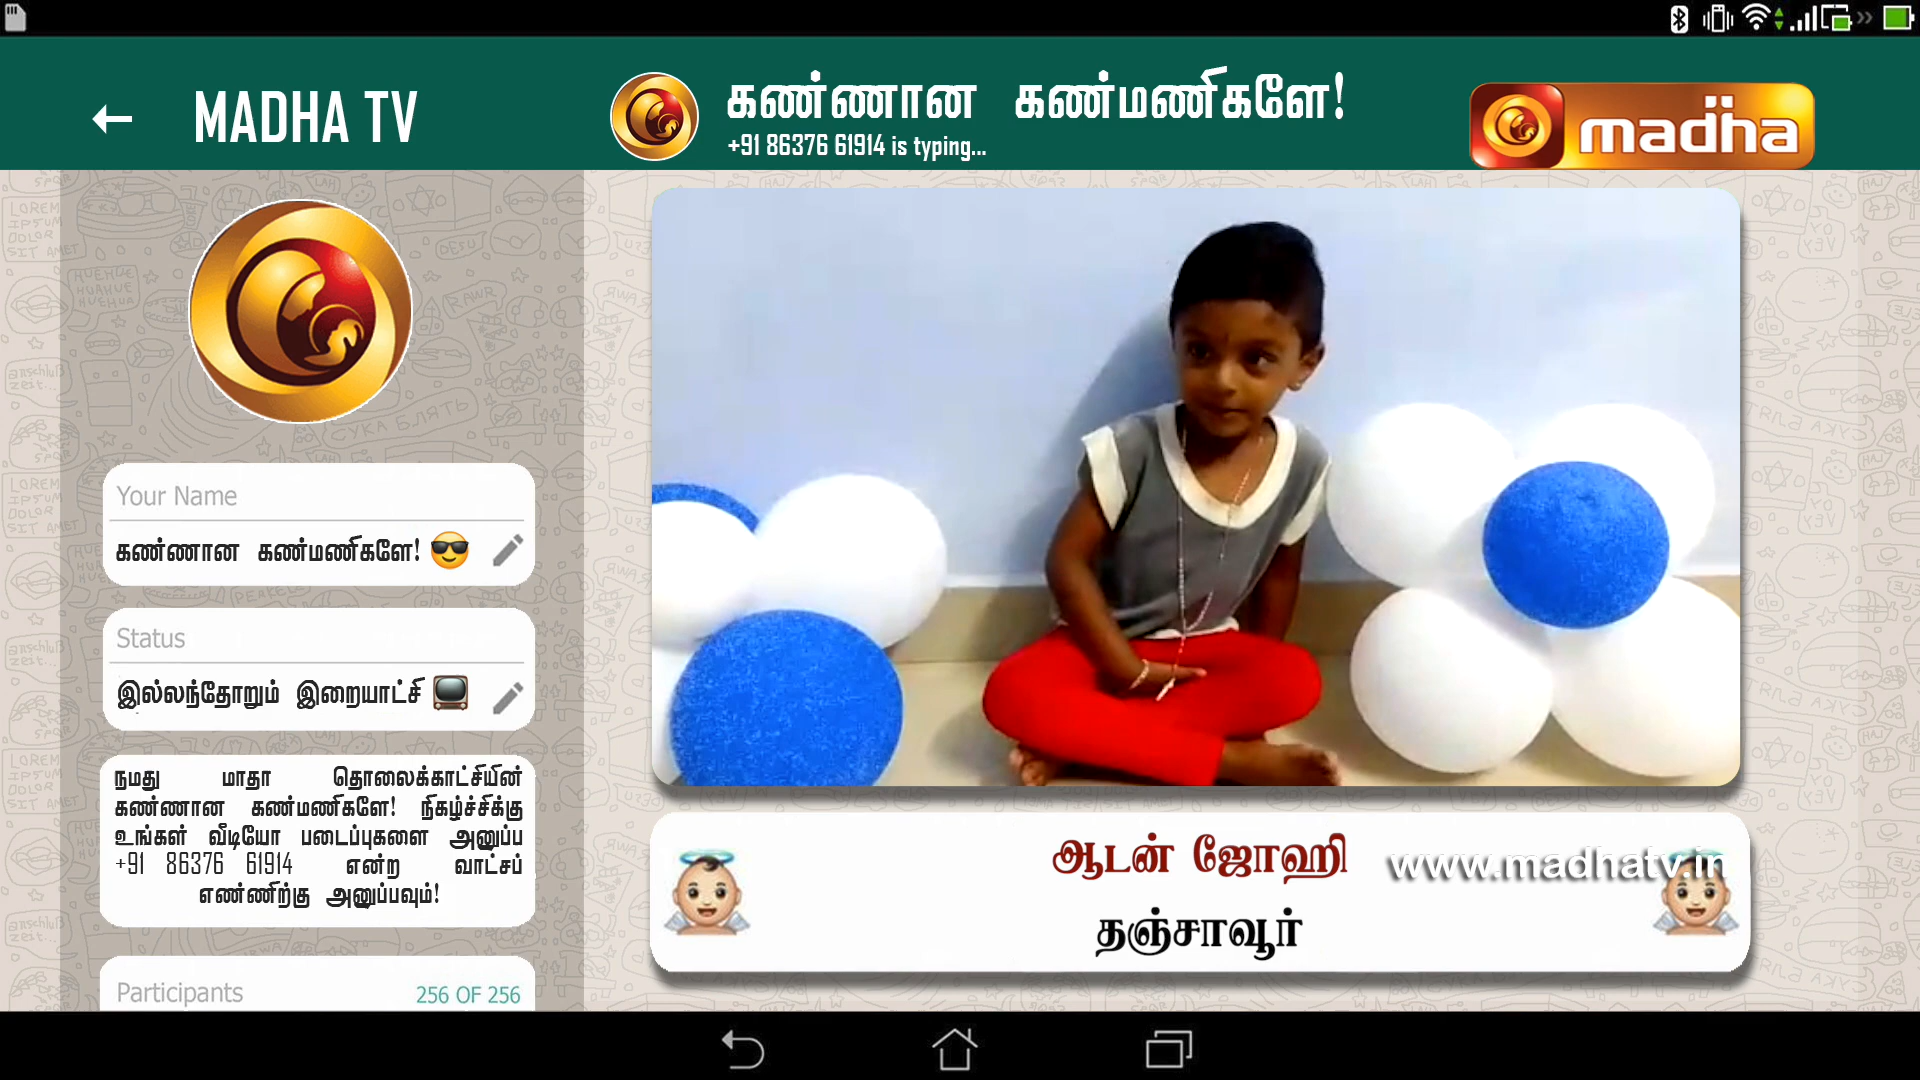 MADHA TV
கண்ணான கண்மணிகளே!
+91 86376 61914 is typing...
madha
Your Name
கண்ணான கண்மணிகளே! 😎
Status
இல்லந்தோறும் இறையாட்சி 📺
நமது மாதா தொலைக்காட்சியின்
கண்ணான கண்மணிகளே! நிகழ்ச்சிக்கு
உங்கள் வீடியோ படைப்புகளை அனுப்ப
+91 86376 61914 என்ற வாட்சப்
எண்ணிற்கு அனுப்பவும்!
Participants 256 OF 256
ஆடன் ஜோஹி
www.madhatv.in
தஞ்சாவூர்